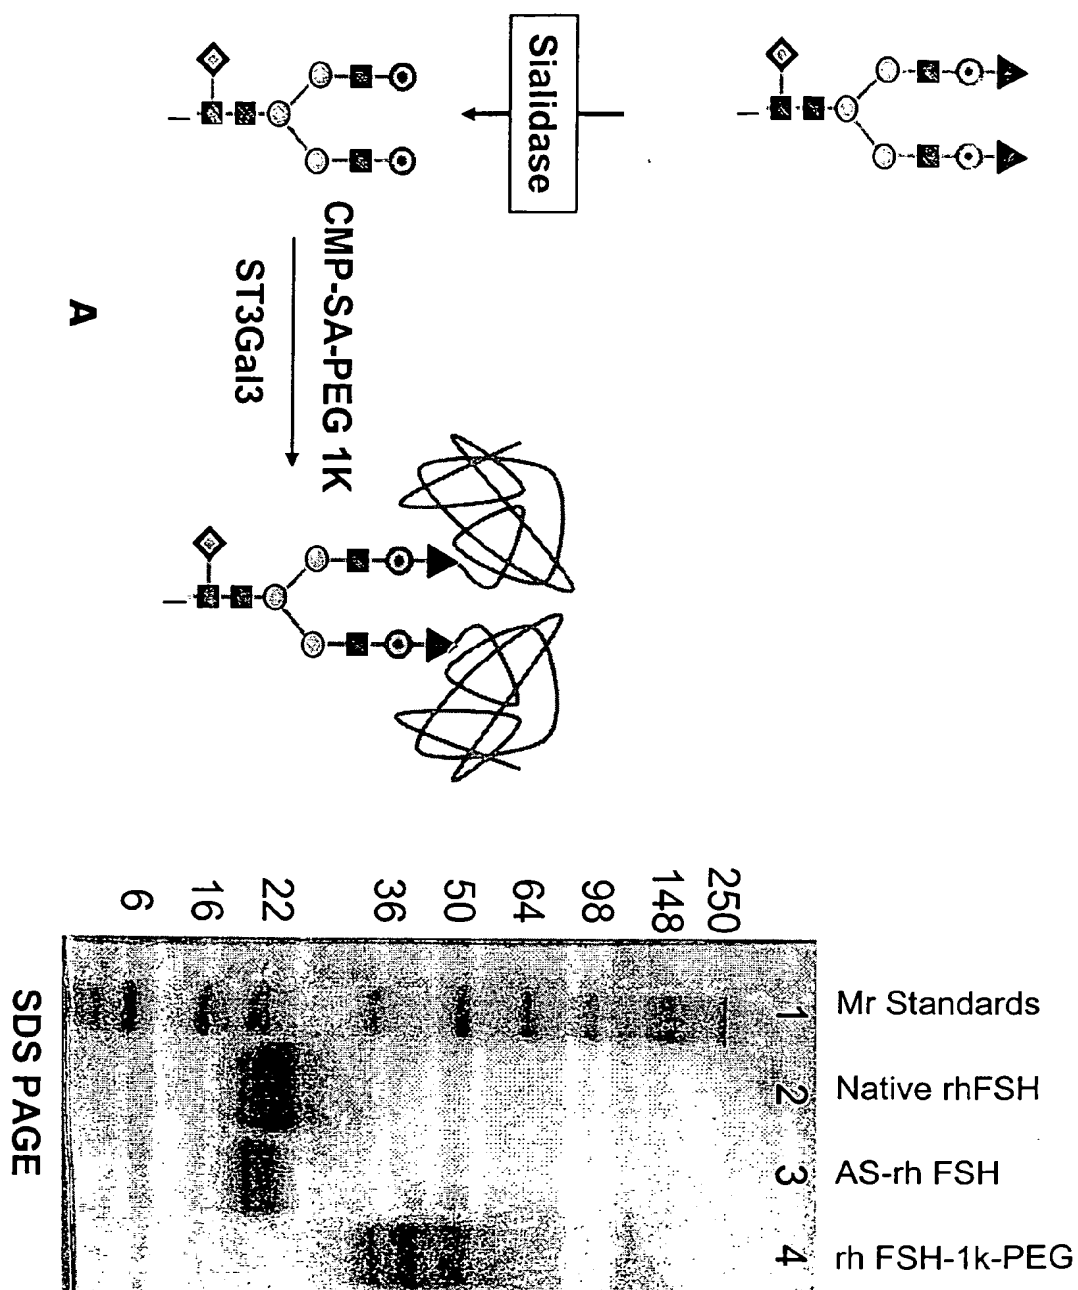 Sialidase
CMP-SA-PEG 1K
ST3Gal3
A
250
148
98
64
50
36
22
16
6
1
2
3
4
Mr Standards
Native rhFSH
AS-rh FSH
rh FSH-1k-PEG
SDS PAGE